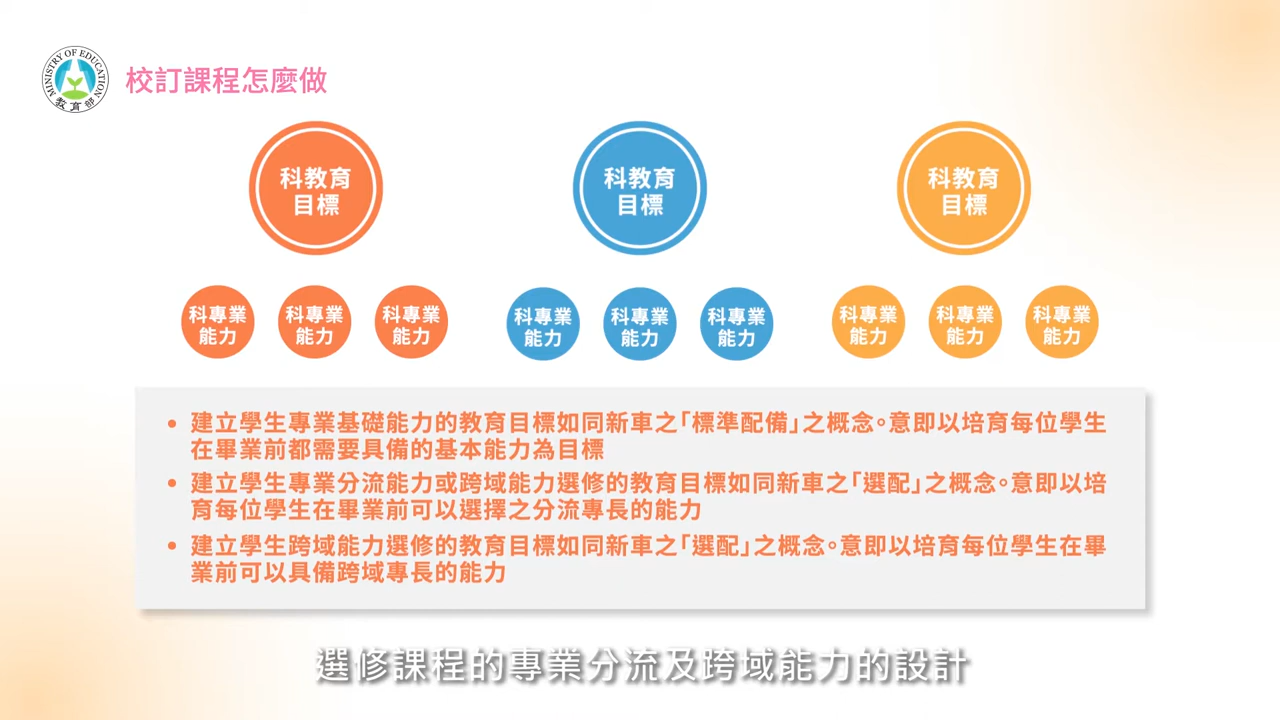 MINISTRY OF EDUCATION
教育部
校訂課程怎麼做
科教育
目標
科教育
目標
科教育
目標
科專業
能力
科專業
能力
科專業
能力
科專業
能力
科專業
能力
科專業
能力
科專業
能力
科專業
能力
科專業
能力
• 建立學生專業基礎能力的教育目標如同新車之「標準配備」之概念。意即以培育每位學生
在畢業前都需要具備的基本能力為目標
• 建立學生專業分流能力或跨域能力選修的教育目標如同新車之「選配」之概念。意即以培
育每位學生在畢業前可以選擇之分流專長的能力
• 建立學生跨域能力選修的教育目標如同新車之「選配」之概念。意即以培育每位學生在畢
業前可以具備跨域專長的能力
選修課程的專業分流及跨域能力的設計